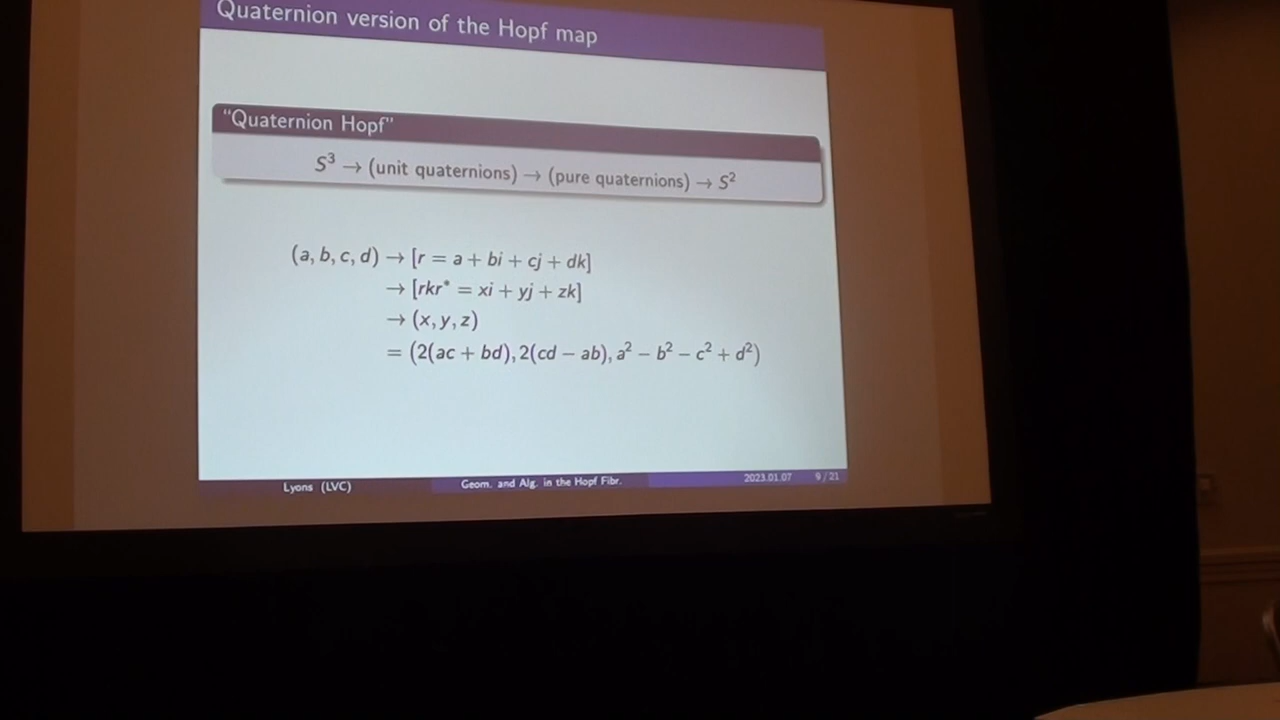 Quaternion version of the Hopf map
“Quaternion Hopf”
S³ → (unit quaternions) → (pure quaternions) → S²
(a, b, c, d) → [r = a + bi + cj + dk]
→ [rkr* = xi + yj + zk]
→ (x, y, z)
= (2(ac + bd), 2(cd − ab), a² − b² − c² + d²)
Lyons (LVC) Geom. and Alg. in the Hopf Fibr. 2023.01.07 9 / 21